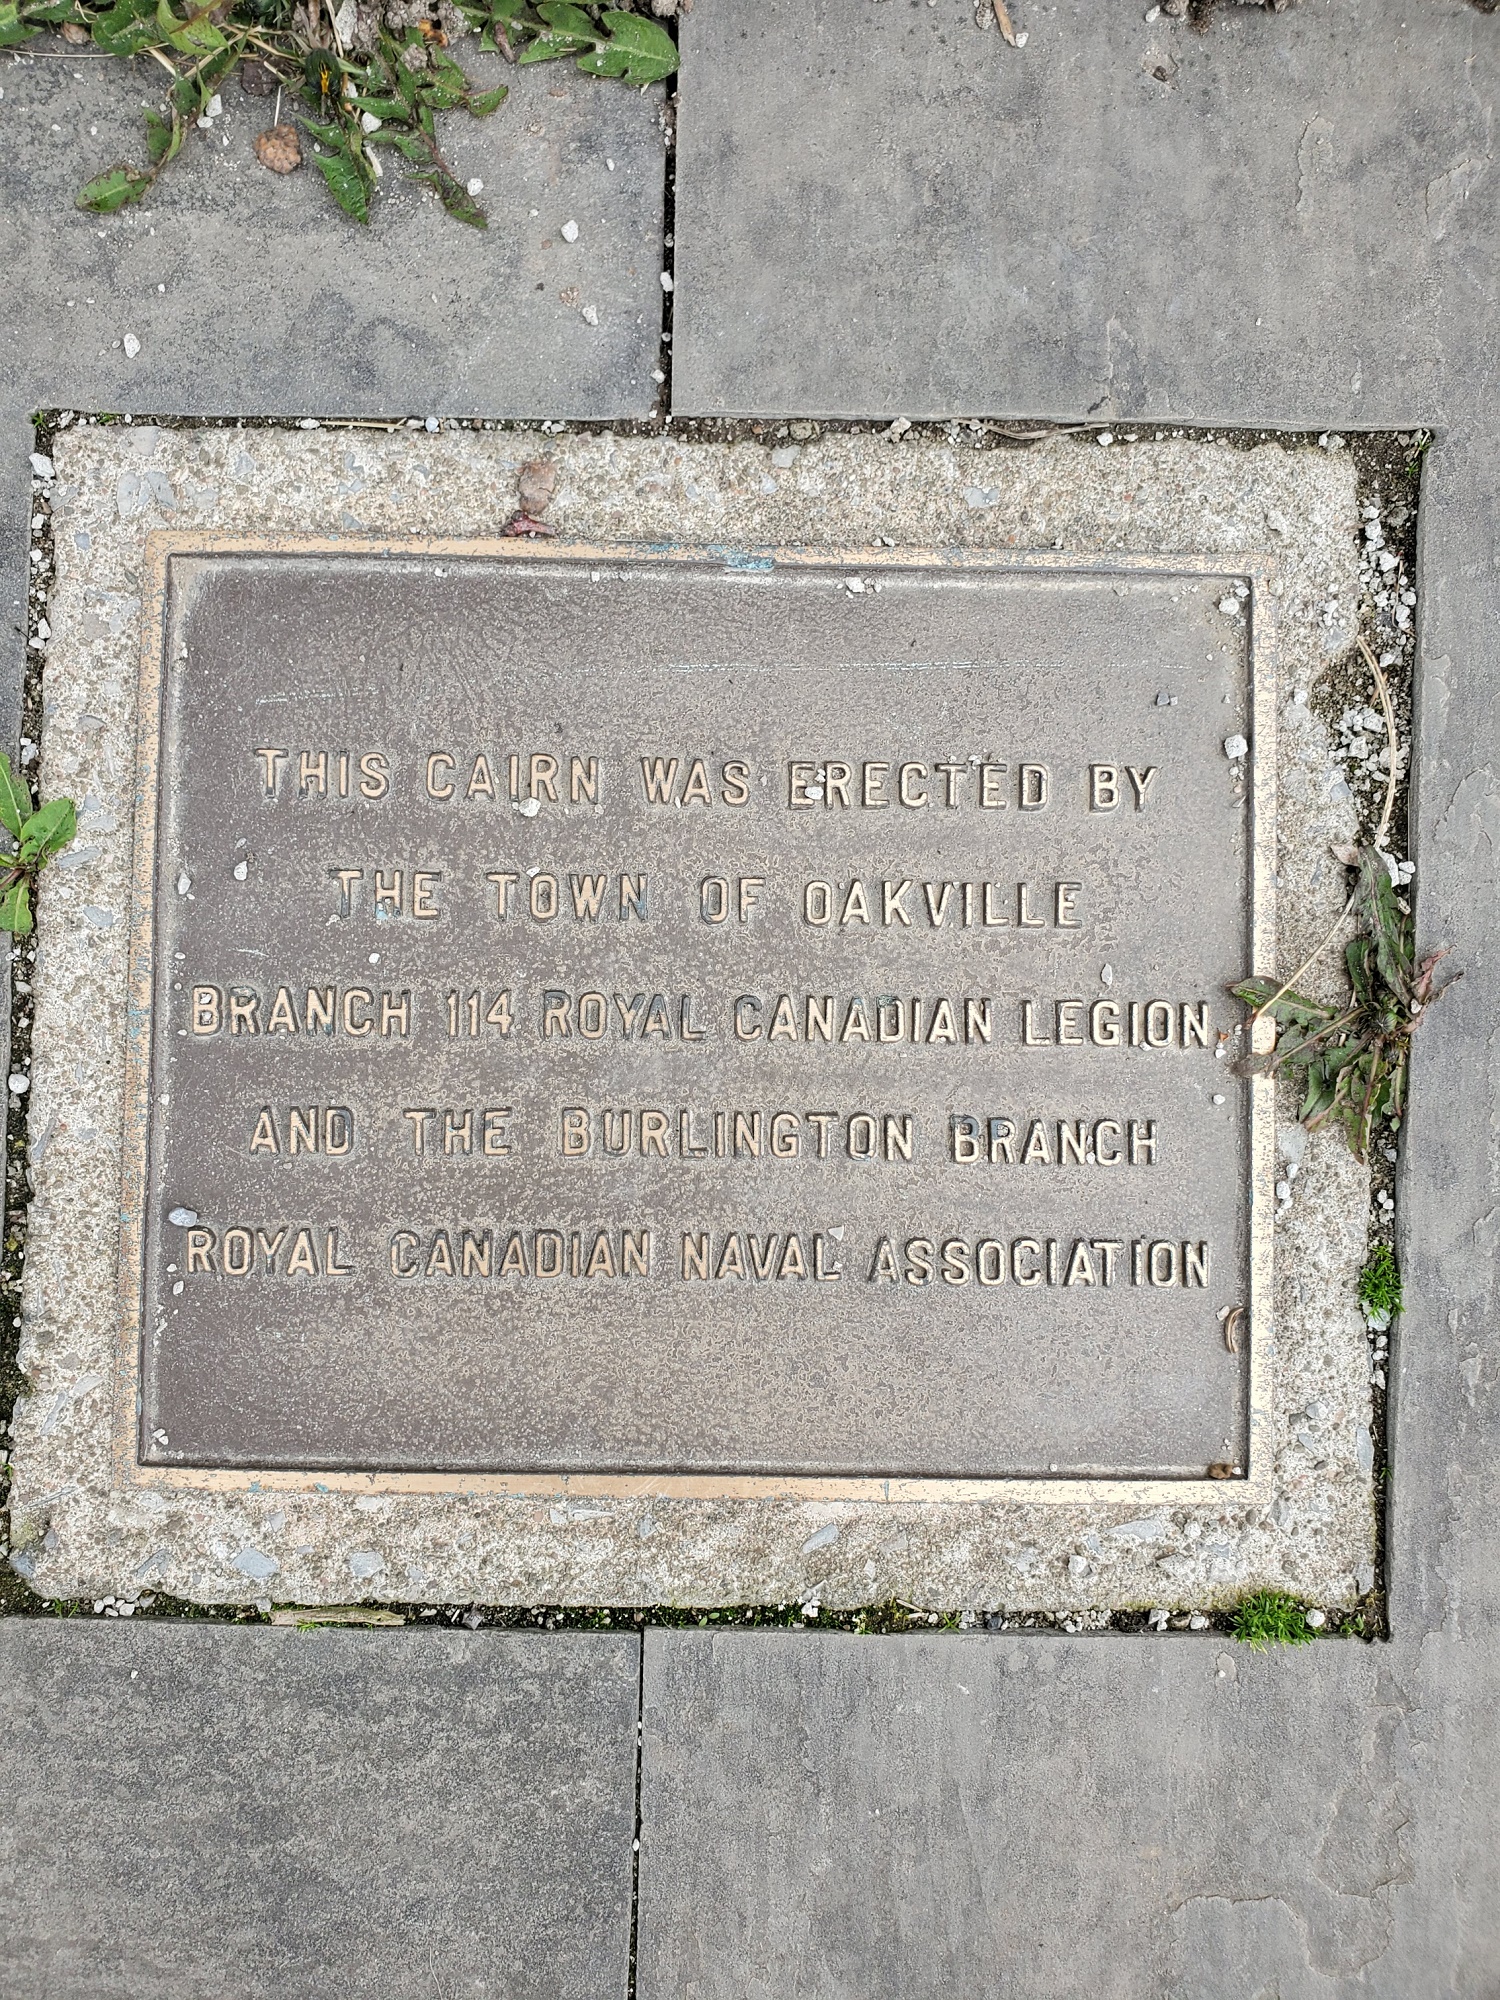 THIS CAIRN WAS ERECTED BY
THE TOWN OF OAKVILLE
BRANCH 114 ROYAL CANADIAN LEGION
AND THE BURLINGTON BRANCH
ROYAL CANADIAN NAVAL ASSOCIATION